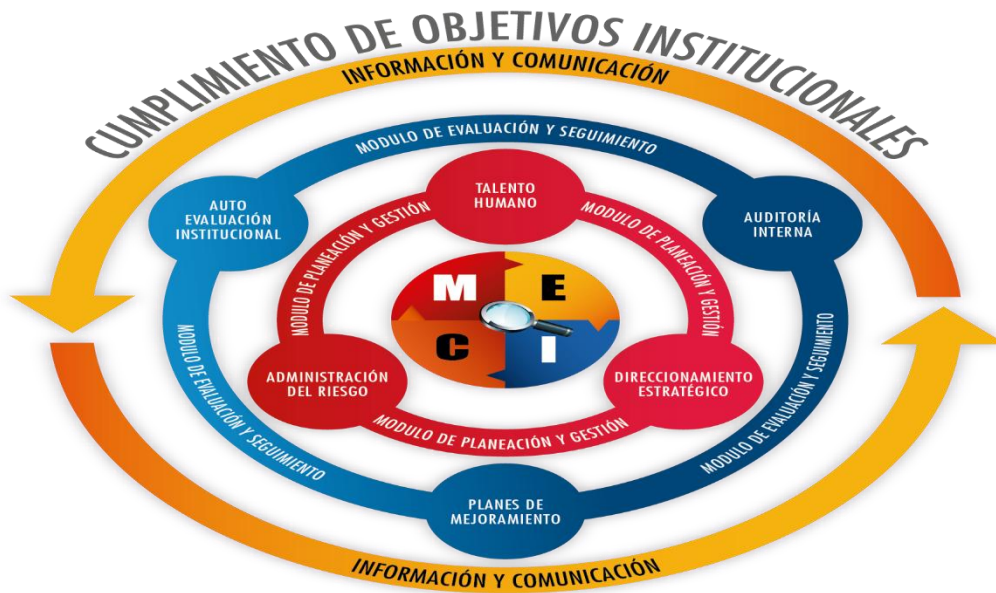 CUMPLIMIENTO DE OBJETIVOS INSTITUCIONALES
INFORMACIÓN Y COMUNICACIÓN
MODULO DE EVALUACIÓN Y SEGUIMIENTO
TALENTO
HUMANO
AUTO
EVALUACIÓN
INSTITUCIONAL
AUDITORÍA
INTERNA
MODULO DE PLANEACIÓN Y GESTIÓN
MODULO DE PLANEACIÓN Y GESTIÓN
M E
C I
ADMINISTRACIÓN
DEL RIESGO
DIRECCIONAMIENTO
ESTRATÉGICO
MODULO DE PLANEACIÓN Y GESTIÓN
MODULO DE EVALUACIÓN Y SEGUIMIENTO
MODULO DE EVALUACIÓN Y SEGUIMIENTO
PLANES DE
MEJORAMIENTO
INFORMACIÓN Y COMUNICACIÓN